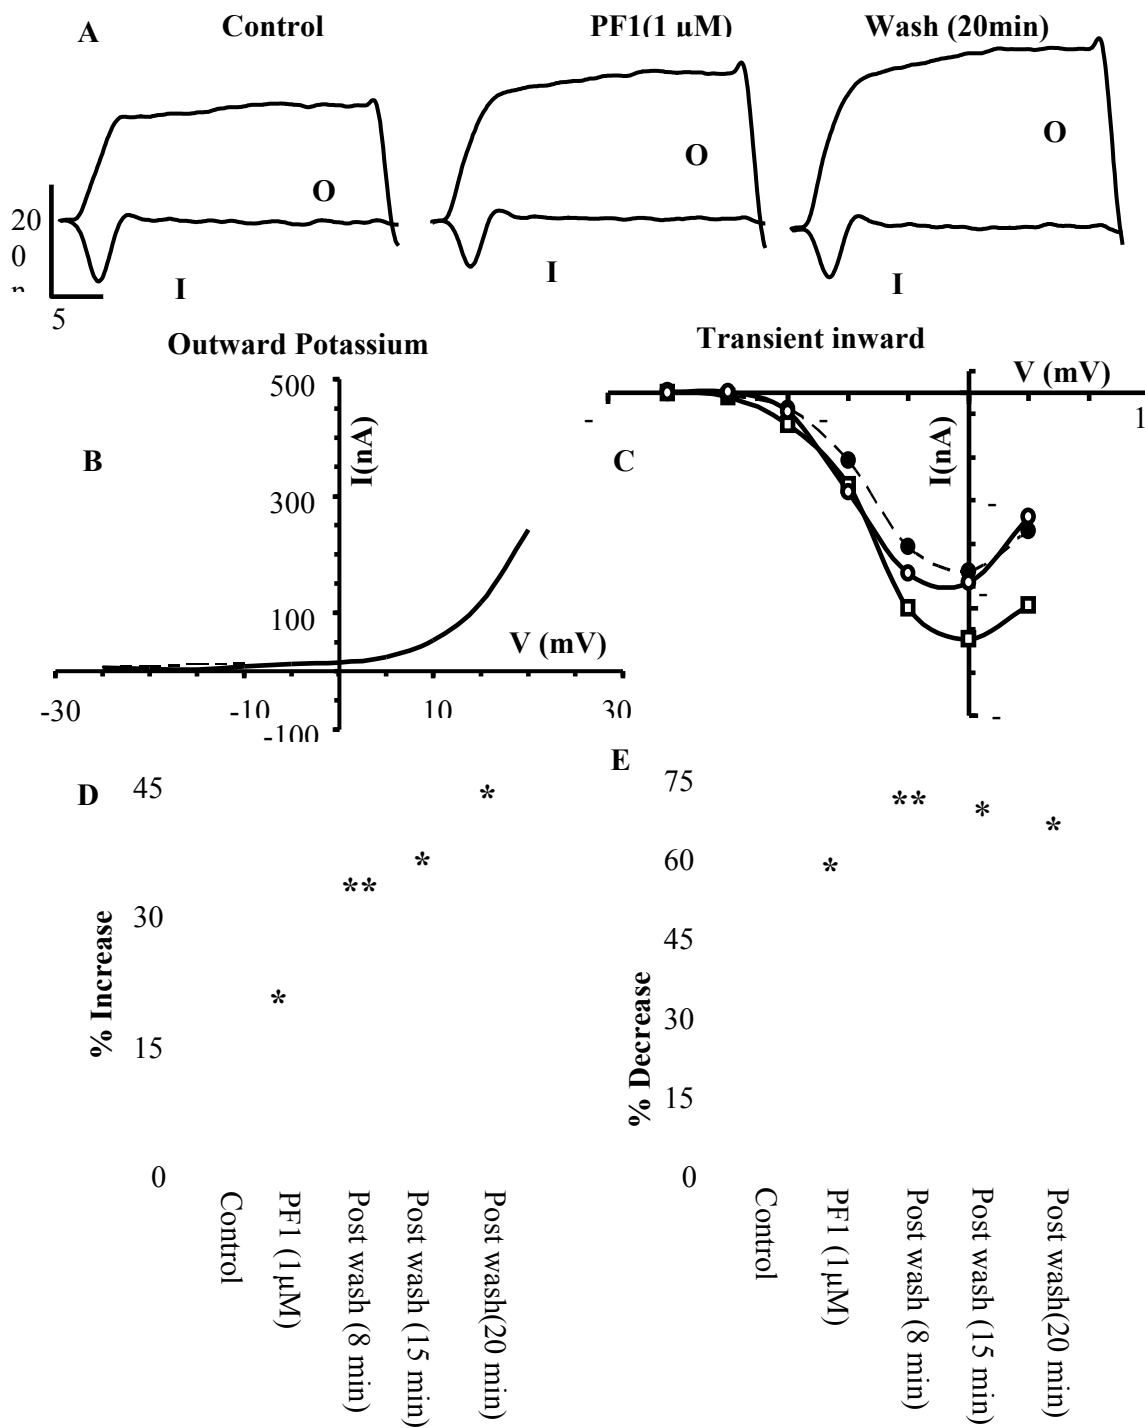 A Control PF1(1 µM) Wash (20min)
O O O
20
0
I I I
5
Outward Potassium
Transient inward
500
300
100
-100
I(nA)
V (mV)
-30 -10 10 30
B
C
V (mV)
I(nA)
- - 1
-
-
-
D
% Increase
45
30
15
0
* ** * *
Control
PF1 (1µM)
Post wash (8 min)
Post wash (15 min)
Post wash(20 min)
E
% Decrease
75
60
45
30
15
0
* ** * *
Control
PF1 (1µM)
Post wash (8 min)
Post wash (15 min)
Post wash(20 min)